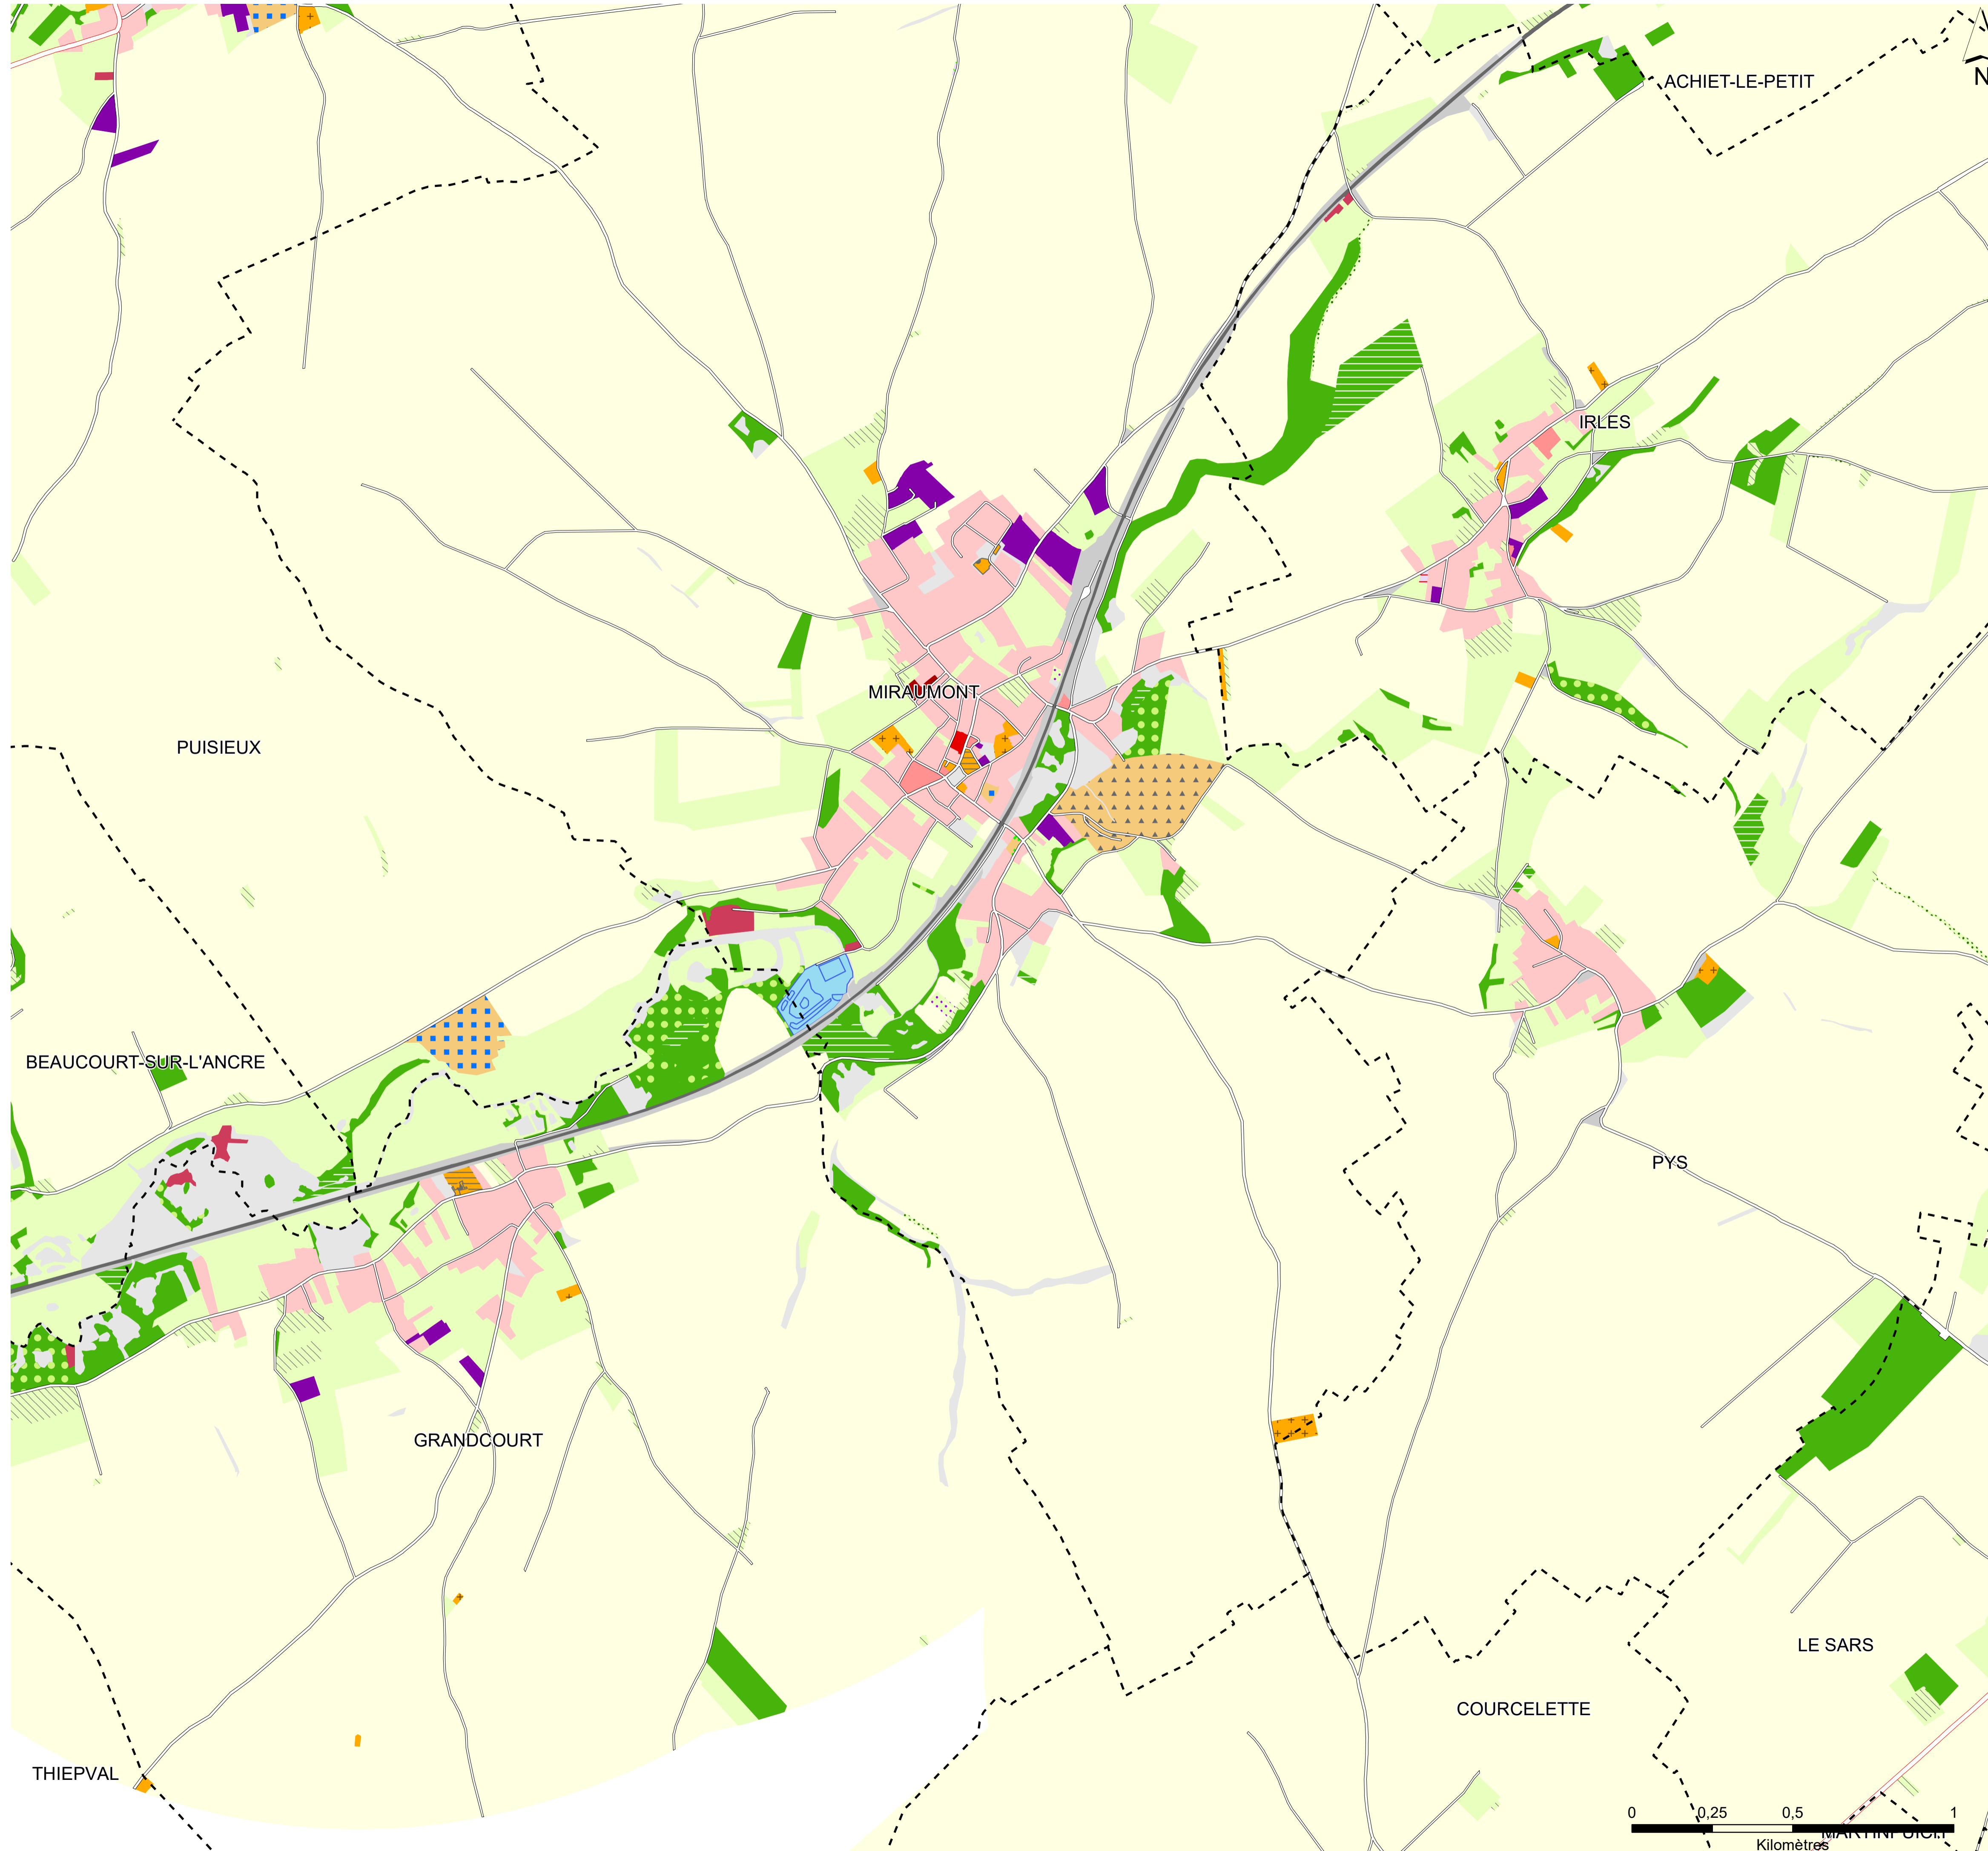 ACHIET-LE-PETIT
N
IRLES
MIRAUMONT
PUISIEUX
BEAUCOURT-SUR-L'ANCRE
PYS
GRANDCOURT
LE SARS
COURCELETTE
THIEPVAL
0 0,25 0,5 1
Kilomètres